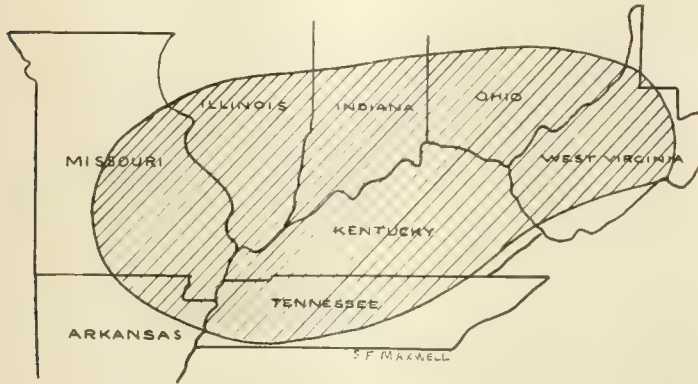 ILLINOIS
INDIANA
OHIO
MISSOURI
WEST VIRGINIA
KENTUCKY
TENNESSEE
ARKANSAS
S F MAXWELL